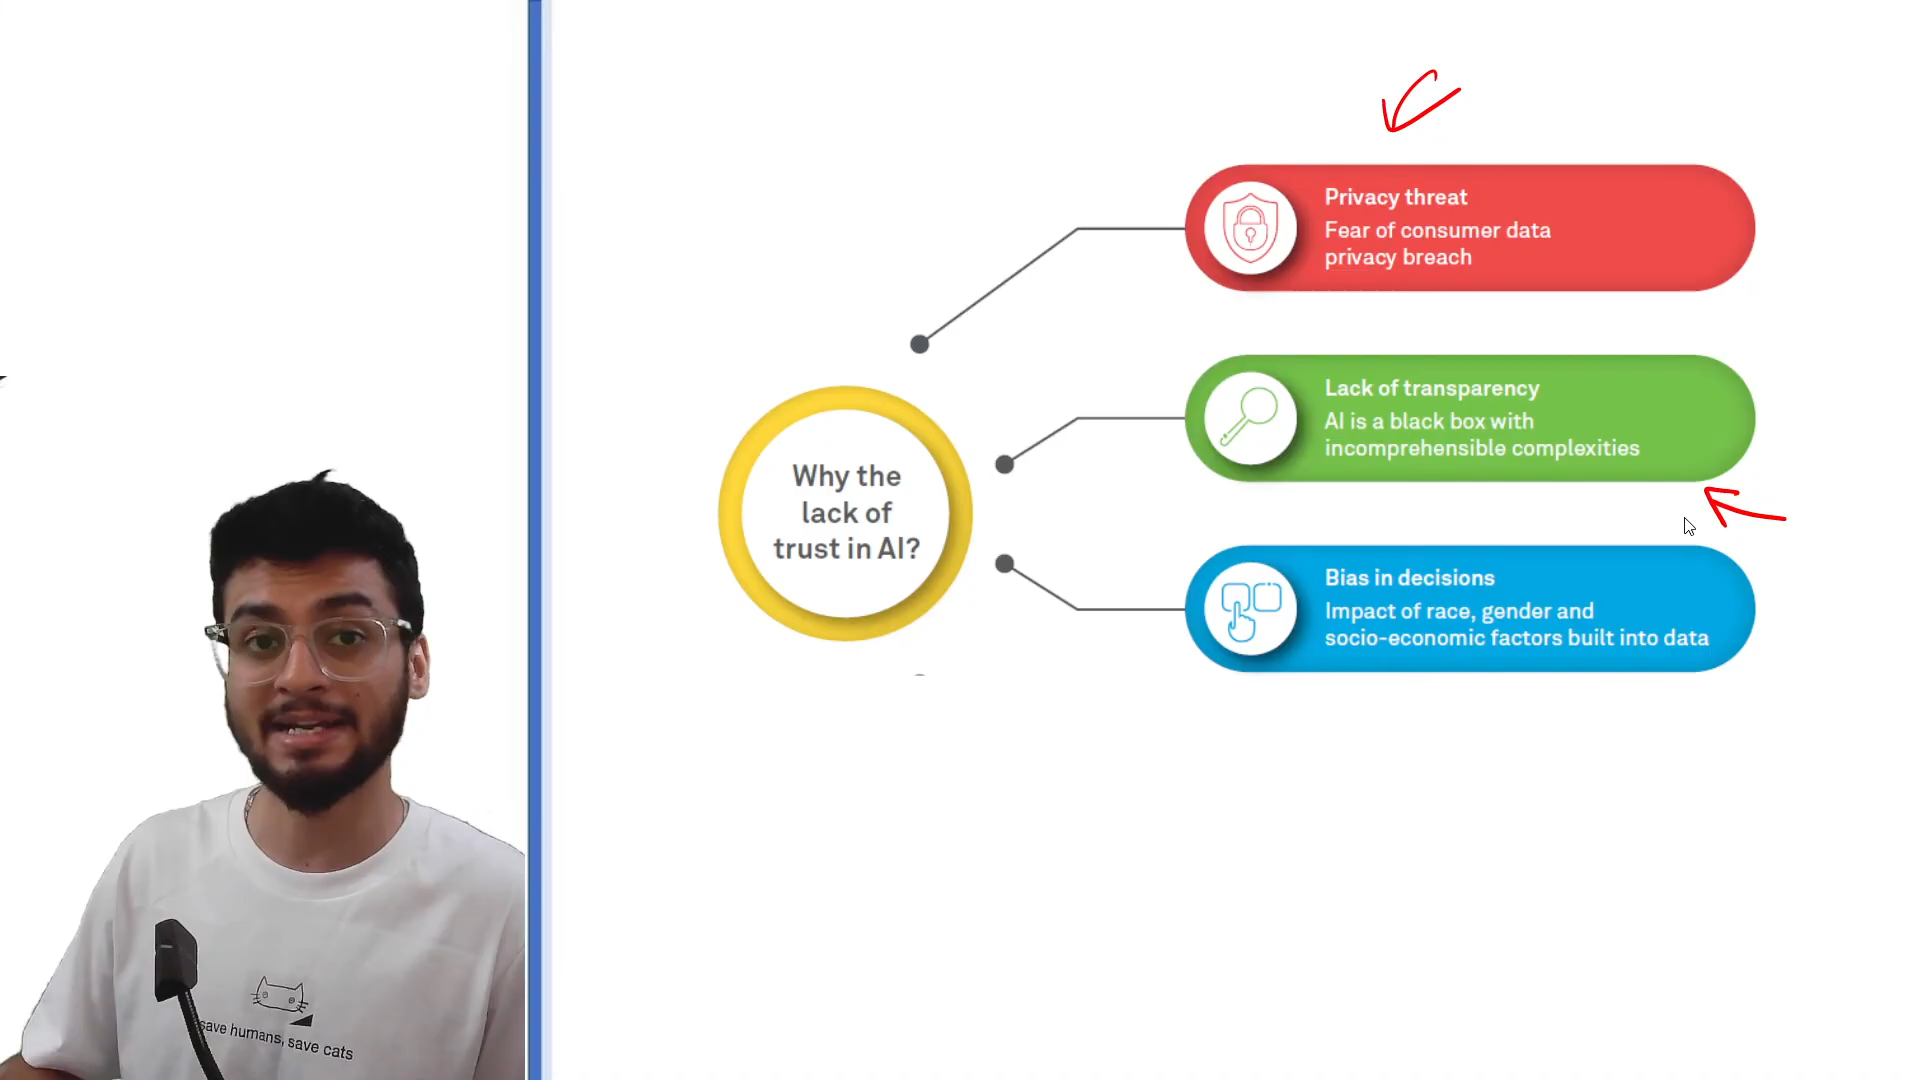 Why the
lack of
trust in AI?
Privacy threat
Fear of consumer data
privacy breach
Lack of transparency
AI is a black box with
incomprehensible complexities
Bias in decisions
Impact of race, gender and
socio-economic factors built into data
save humans, save cats